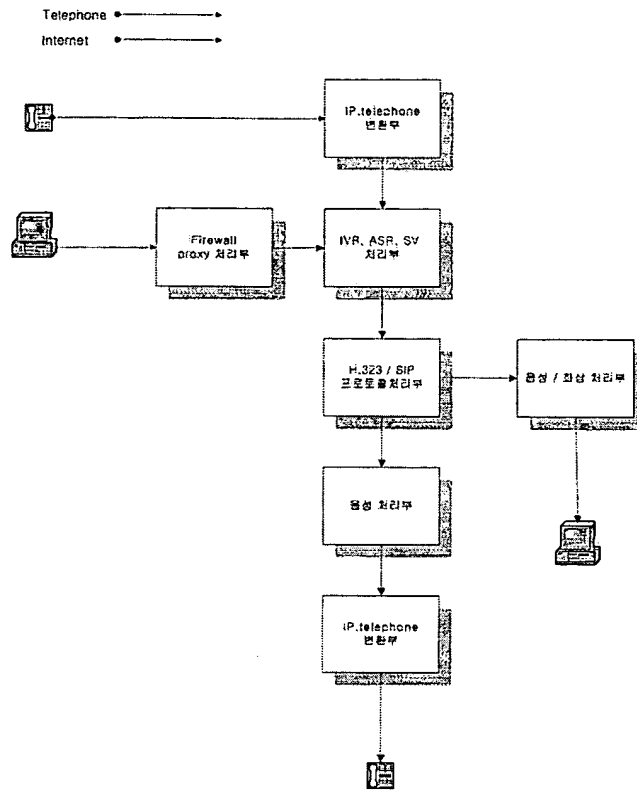 Telephone
Internet
IP.telephone
변환부
Firewall
proxy 처리부
IVR, ASR, SV
처리부
H.323 / SIP
프로토콜처리부
음성 / 화상 처리부
음성 처리부
IP.telephone
변환부